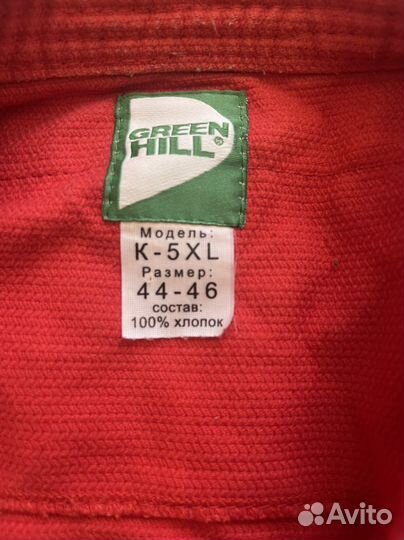 GREEN
HILL
Модель:
K-5XL
Размер:
44-46
состав:
100% хлопок
Avito